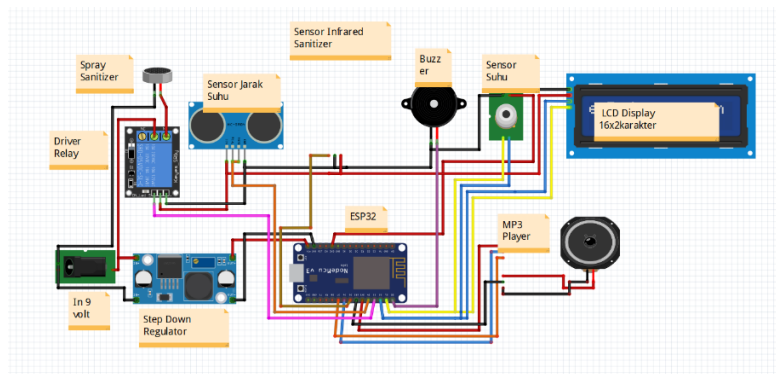 Sensor Infrared
Sanitizer
Spray
Sanitizer
Buzz
er
Sensor
Suhu
Sensor Jarak
Suhu
LCD Display
16x2karakter
Driver
Relay
ESP32
MP3
Player
NodeMcu
In 9
volt
Step Down
Regulator